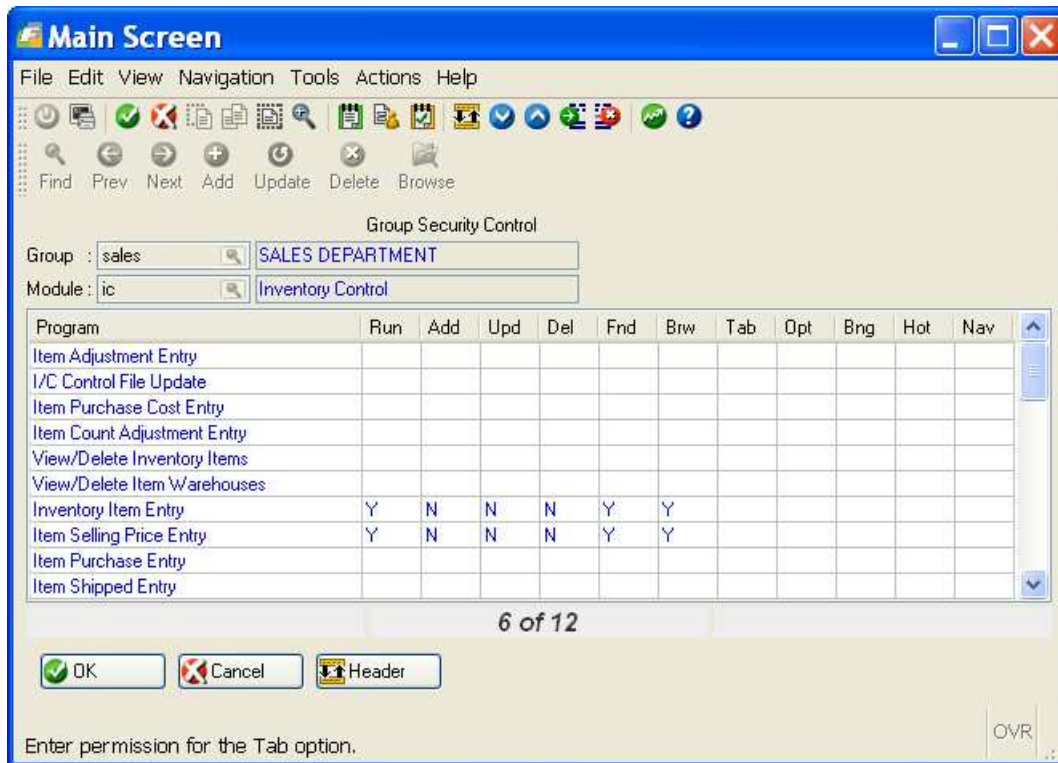 Main Screen
File Edit View Navigation Tools Actions Help
Find Prev Next Add Update Delete Browse
Group Security Control
Group : sales SALES DEPARTMENT
Module : ic Inventory Control
Program Run Add Upd Del Fnd Brw Tab Opt Bng Hot Nav
Item Adjustment Entry
I/C Control File Update
Item Purchase Cost Entry
Item Count Adjustment Entry
View/Delete Inventory Items
View/Delete Item Warehouses
Inventory Item Entry Y N N N Y Y
Item Selling Price Entry Y N N N Y Y
Item Purchase Entry
Item Shipped Entry
6 of 12
OK Cancel Header
Enter permission for the Tab option. OVR